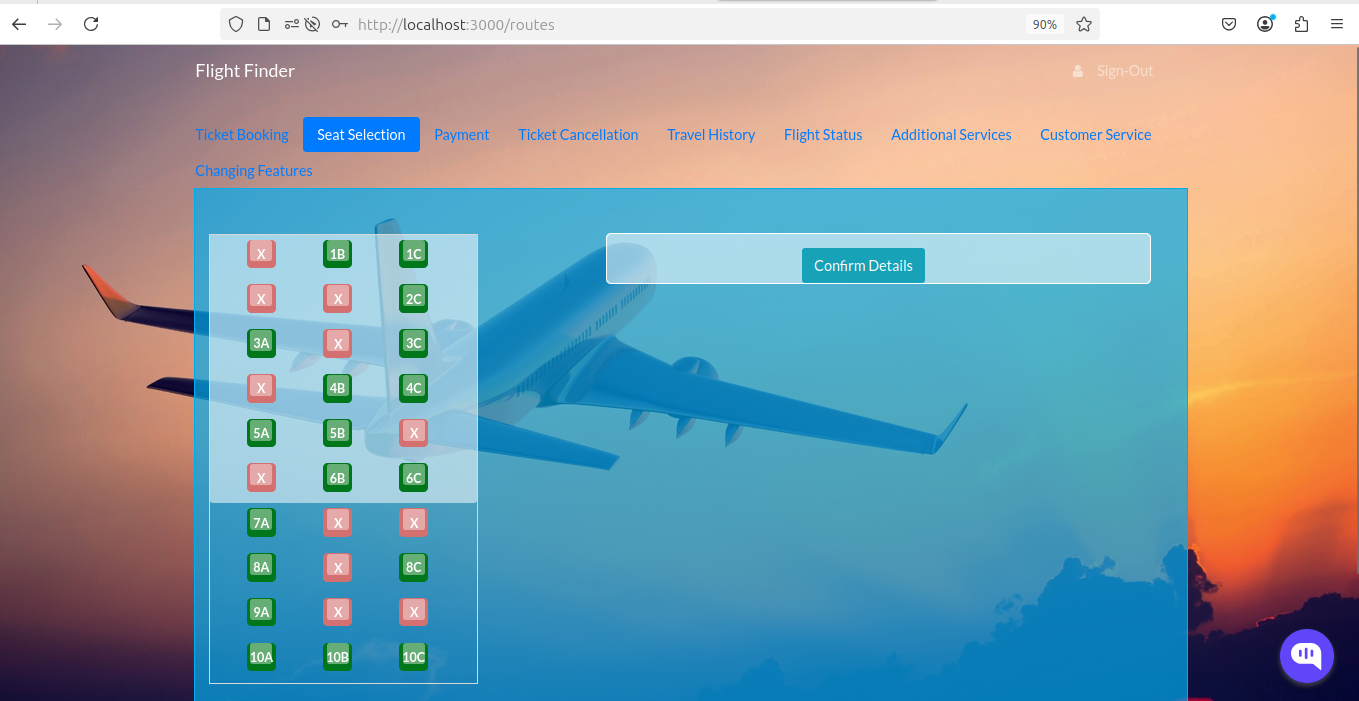 http://localhost:3000/routes 90%
Flight Finder Sign-Out
Ticket Booking Seat Selection Payment Ticket Cancellation Travel History Flight Status Additional Services Customer Service
Changing Features
X 1B 1C
Confirm Details
X X 2C
3A X 3C
X 4B 4C
5A 5B X
X 6B 6C
7A X X
8A X 8C
9A X X
10A 10B 10C